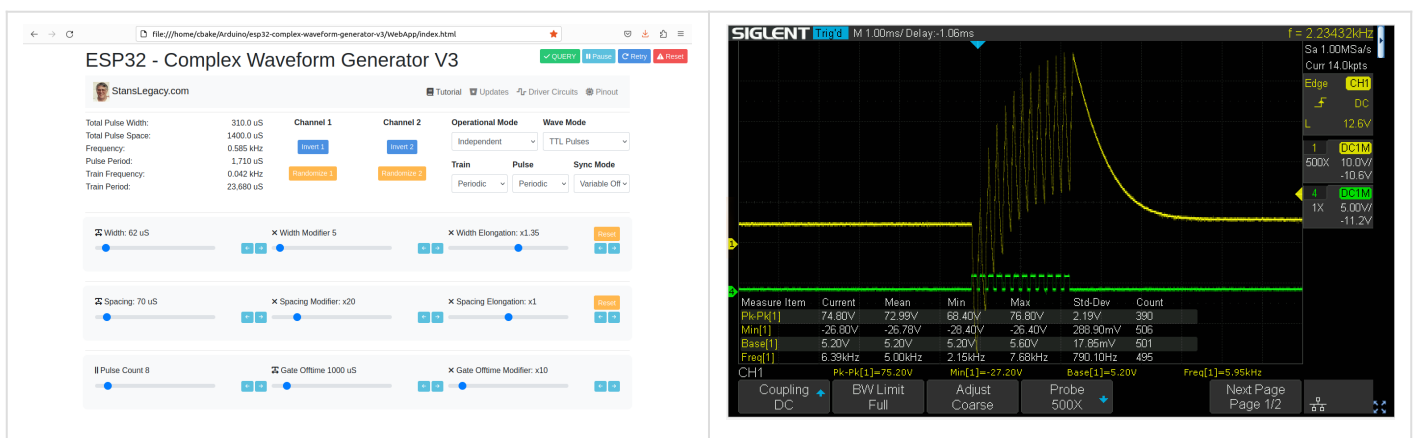 file:///home/cbake/Arduino/esp32-complex-waveform-generator-v3/WebApp/index.html
ESP32 - Complex Waveform Generator V3
QUERY Pause Retry Reset
StansLegacy.com
Tutorial Updates Driver Circuits Pinout
Total Pulse Width: 310.0 uS
Total Pulse Space: 1400.0 uS
Frequency: 0.585 kHz
Pulse Period: 1,710 uS
Train Frequency: 0.042 kHz
Train Period: 23,680 uS
Channel 1 Channel 2
Invert 1 Invert 2
Randomize 1 Randomize 2
Operational Mode Wave Mode
Independent TTL Pulses
Train Pulse Sync Mode
Periodic Periodic Variable Off
Width: 62 uS × Width Modifier 5 × Width Elongation: x1.35 Reset
Spacing: 70 uS × Spacing Modifier: x20 × Spacing Elongation: x1 Reset
Pulse Count 8 Gate Offtime 1000 uS × Gate Offtime Modifier: x10
SIGLENT Trig'd M 1.00ms/ Delay:-1.06ms f = 2.23432kHz
Sa 1.00MSa/s
Curr 14.0kpts
Edge CH1
DC
L 12.6V
1 DC1M
500X 10.0V/
-10.6V
4 DC1M
1X 5.00V/
-11.2V
1
4
Measure Item Current Mean Min Max Std-Dev Count
Pk-Pk[1] 74.80V 72.99V 68.40V 76.80V 2.19V 390
Min[1] -26.80V -26.78V -28.40V -26.40V 288.90mV 506
Base[1] 5.20V 5.20V 5.20V 5.60V 17.85mV 501
Freq[1] 6.39kHz 5.00kHz 2.15kHz 7.68kHz 790.10Hz 495
CH1 Pk-Pk[1]=75.20V Min[1]=-27.20V Base[1]=5.20V Freq[1]=5.95kHz
Coupling BW Limit Adjust Probe Next Page
DC Full Coarse 500X Page 1/2